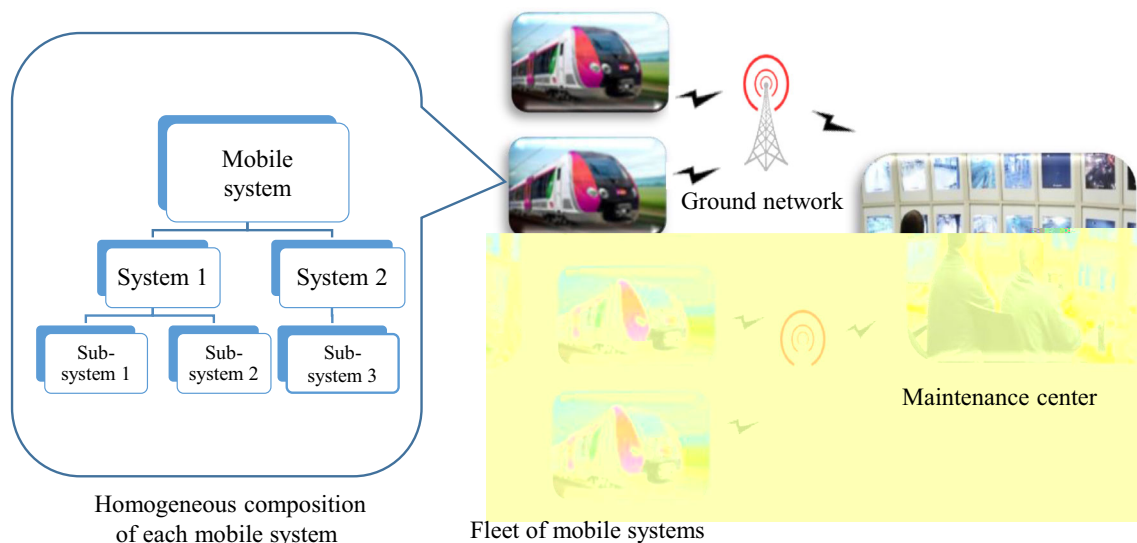 Mobile
system
System 1
System 2
Sub-
system 1
Sub-
system 2
Sub-
system 3
Homogeneous composition
of each mobile system
Ground network
Maintenance center
Fleet of mobile systems